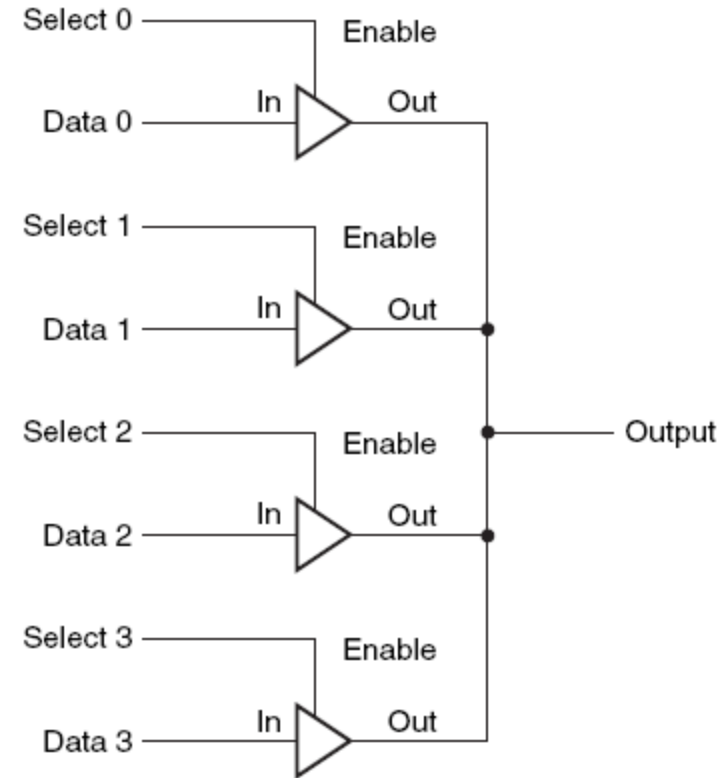 Select 0
Enable
In
Out
Data 0
Select 1
Enable
In
Out
Data 1
Select 2
Enable
Output
In
Out
Data 2
Select 3
Enable
In
Out
Data 3